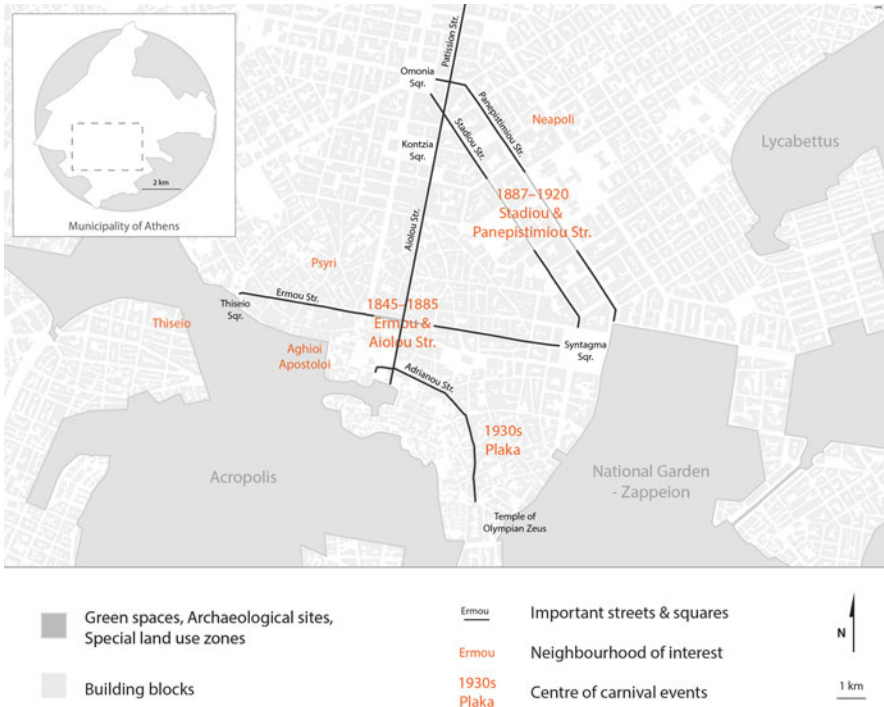 Patission Str.
Omonia
Sqr.
Panepistimiou Str.
Neapoli
Stadiou Str.
Kontzia
Sqr.
Lycabettus
2 km
Municipality of Athens
1887–1920
Stadiou &
Panepistimiou Str.
Aiolou Str.
Psyri
Ermou Str.
Thiseio
Sqr.
1845–1885
Ermou &
Aiolou Str.
Thiseio
Aghioi
Apostoloi
Syntagma
Sqr.
Adrianou Str.
1930s
Plaka
Acropolis
National Garden
- Zappeion
Temple of
Olympian Zeus
Green spaces, Archaeological sites,
Special land use zones
Building blocks
Ermou
Important streets & squares
Ermou
Neighbourhood of interest
1930s
Plaka
Centre of carnival events
N
1 km